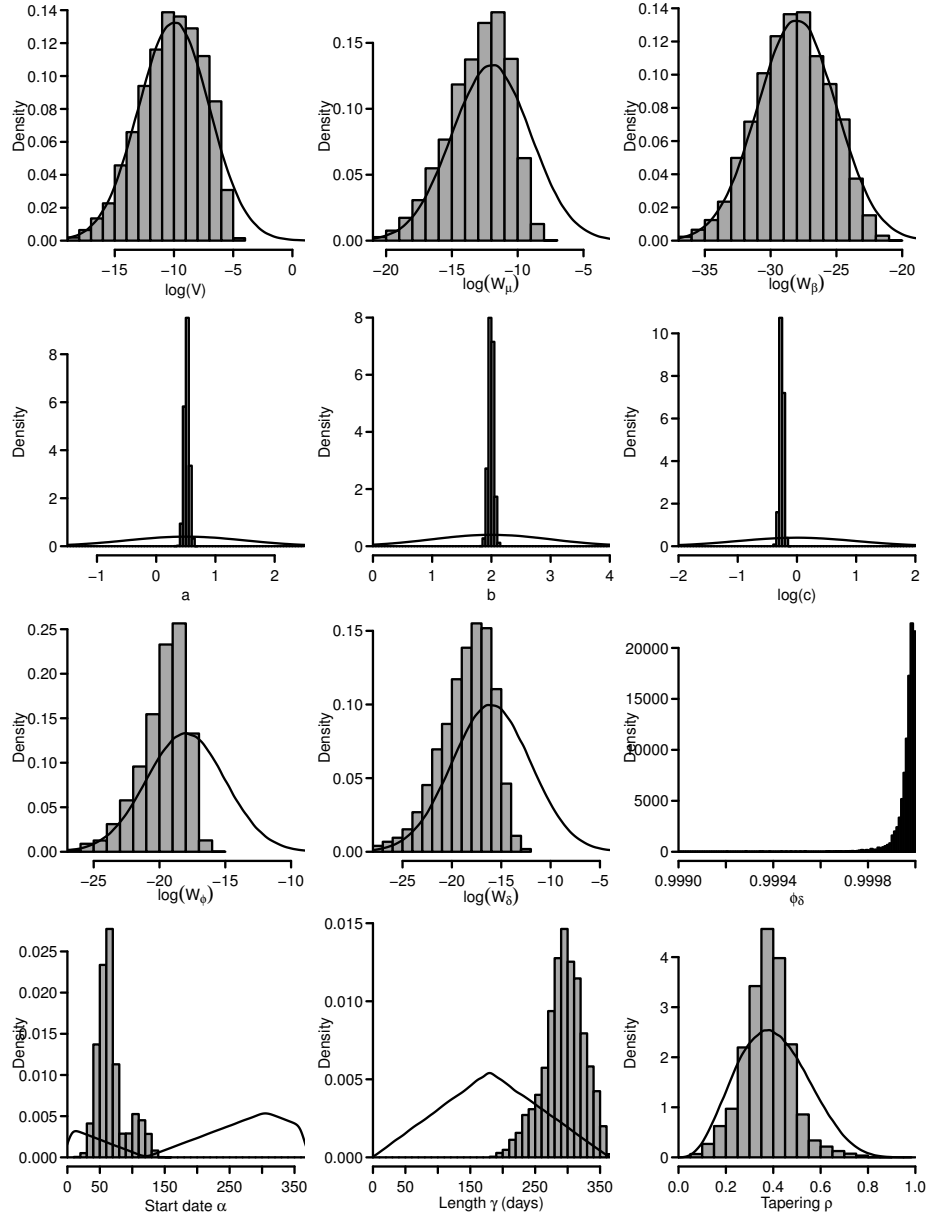 0.14
0.12
0.10
0.08
0.06
0.04
0.02
0.00
Density
−15 −10 −5 0
log(V)
0.15
0.10
0.05
0.00
Density
−20 −15 −10 −5
log(Wμ)
0.14
0.12
0.10
0.08
0.06
0.04
0.02
0.00
Density
−35 −30 −25 −20
log(Wβ)
8
6
4
2
0
Density
−1 0 1 2
a
8
6
4
2
0
Density
0 1 2 3 4
b
10
8
6
4
2
0
Density
−2 −1 0 1 2
log(c)
0.25
0.20
0.15
0.10
0.05
0.00
Density
−25 −20 −15 −10
log(Wϕ)
0.15
0.10
0.05
0.00
Density
−25 −20 −15 −10 −5
log(Wδ)
20000
15000
10000
5000
0
Density
0.9990 0.9994 0.9998
ϕδ
0.025
0.020
0.015
0.010
0.005
0.000
Density
0 50 150 250 350
Start date α
0.015
0.010
0.005
0.000
Density
0 50 150 250 350
Length γ (days)
4
3
2
1
0
Density
0.0 0.2 0.4 0.6 0.8 1.0
Tapering ρ